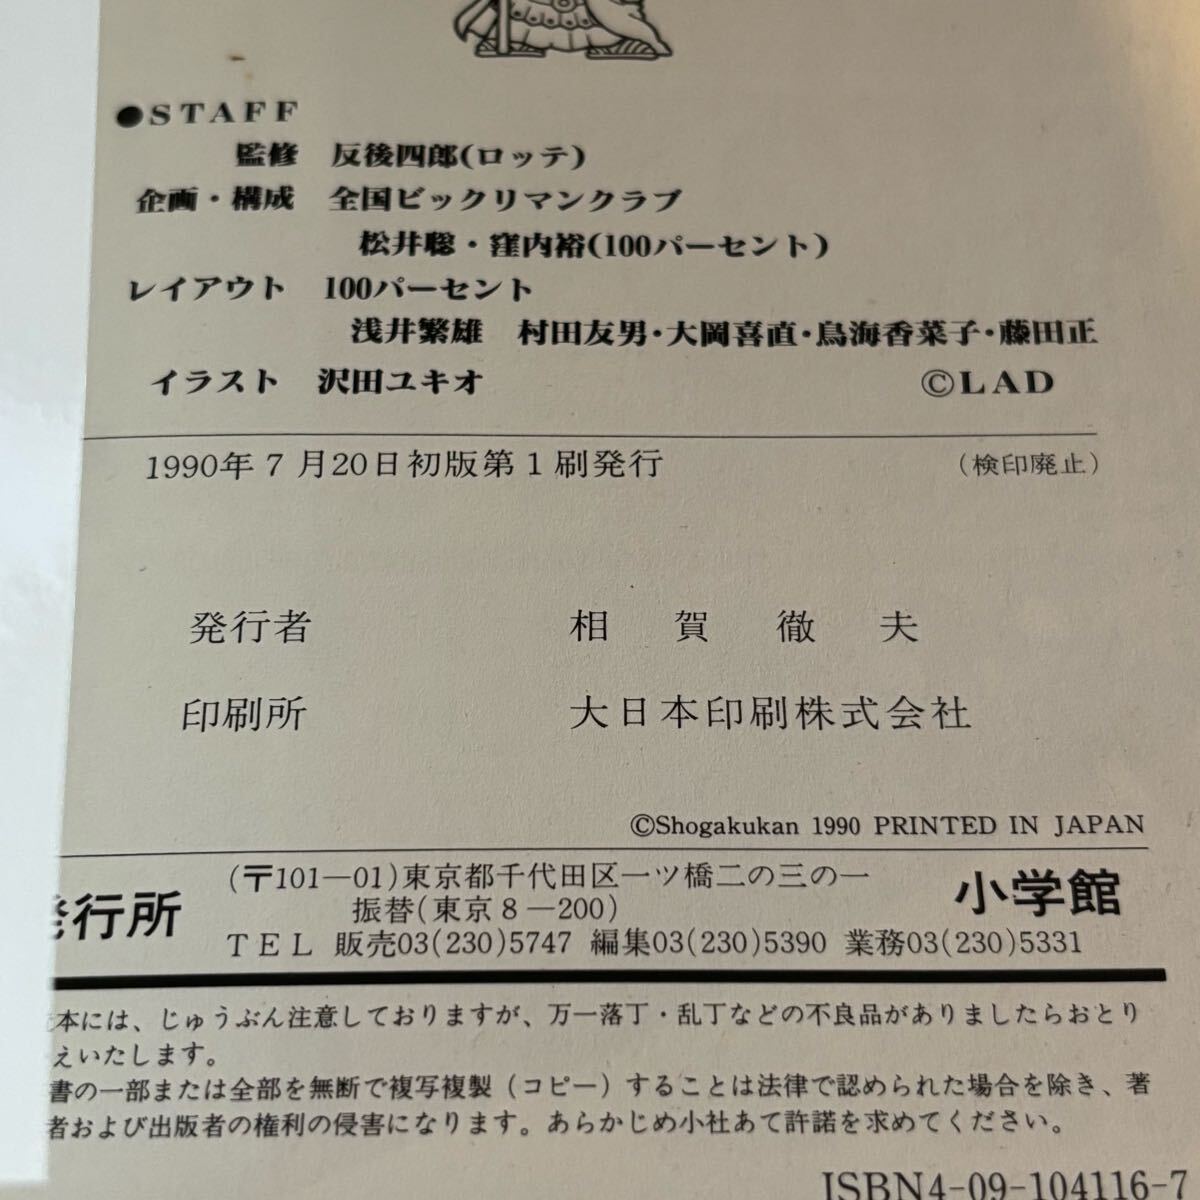 ●STAFF
監修 反後四郎(ロッテ)
企画・構成 全国ビックリマンクラブ
松井聡・窪内裕(100パーセント)
レイアウト 100パーセント
浅井繁雄 村田友男・大岡喜直・鳥海香菜子・藤田正
イラスト 沢田ユキオ ©LAD
1990年7月20日初版第1刷発行 (検印廃止)
発行者 相賀徹夫
印刷所 大日本印刷株式会社
©Shogakukan 1990 PRINTED IN JAPAN
発行所 (〒101―01)東京都千代田区一ツ橋二の三の一 小学館
振替(東京8―200)
TEL 販売03(230)5747 編集03(230)5390 業務03(230)5331
本には、じゅうぶん注意しておりますが、万一落丁・乱丁などの不良品がありましたらおとり
えいたします。
書の一部または全部を無断で複写複製(コピー)することは法律で認められた場合を除き、著
者および出版者の権利の侵害になります。あらかじめ小社あて許諾を求めてください。
ISBN4-09-104116-7